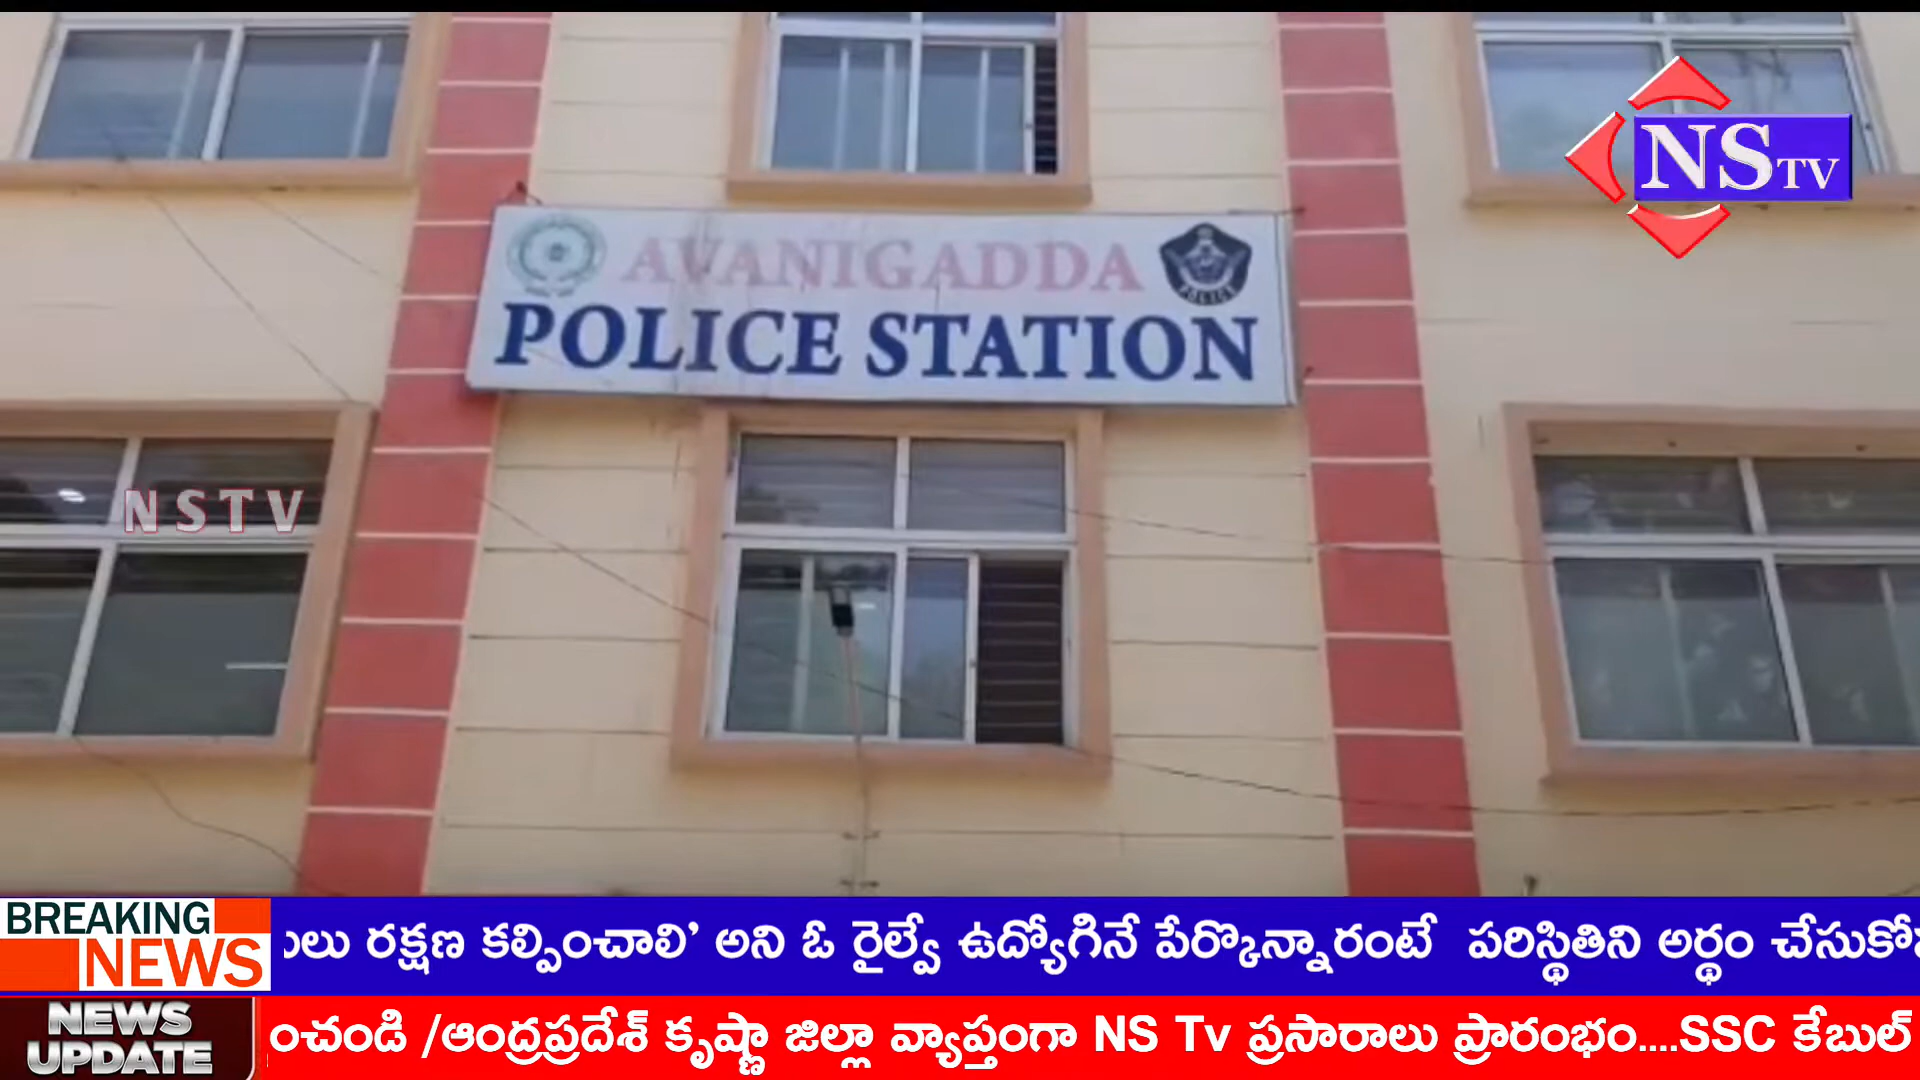 NSTV
AVANIGADDA
POLICE
POLICE STATION
NSTV
BREAKING
NEWS
రక్షణ కల్పించాలి’ అని ఓ రైల్వే ఉద్యోగినే పేర్కొన్నారంటే పరిస్థితిని అర్థం
NEWS
UPDATE
/ఆంధ్రప్రదేశ్ కృష్ణా జిల్లా వ్యాప్తంగా NS Tv ప్రసారాలు ప్రారంభం....SSC కేబుల్